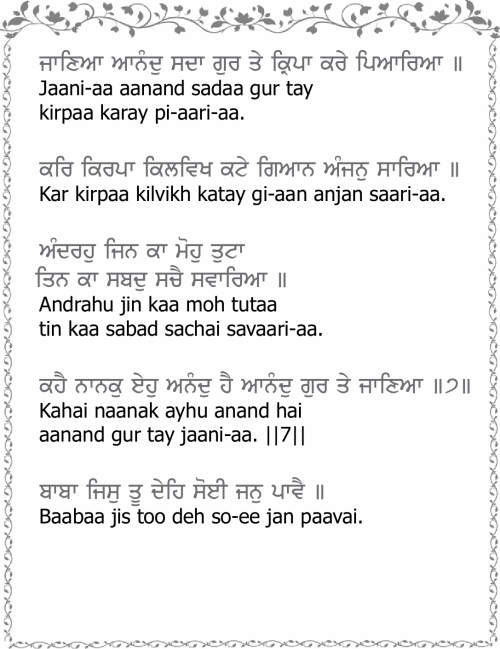 ਜਾਣਿਆ ਆਨੰਦੁ ਸਦਾ ਗੁਰ ਤੇ ਕ੍ਰਿਪਾ ਕਰੇ ਪਿਆਰਿਆ ॥
Jaani-aa aanand sadaa gur tay
kirpaa karay pi-aari-aa.
ਕਰਿ ਕਿਰਪਾ ਕਿਲਵਿਖ ਕਟੇ ਗਿਆਨ ਅੰਜਨੁ ਸਾਰਿਆ ॥
Kar kirpaa kilvikh katay gi-aan anjan saari-aa.
ਅੰਦਰਹੁ ਜਿਨ ਕਾ ਮੋਹੁ ਤੁਟਾ
ਤਿਨ ਕਾ ਸਬਦੁ ਸਚੈ ਸਵਾਰਿਆ ॥
Andrahu jin kaa moh tutaa
tin kaa sabad sachai savaari-aa.
ਕਹੈ ਨਾਨਕੁ ਏਹੁ ਅਨੰਦੁ ਹੈ ਆਨੰਦੁ ਗੁਰ ਤੇ ਜਾਣਿਆ ॥੭॥
Kahai naanak ayhu anand hai
aanand gur tay jaani-aa. ||7||
ਬਾਬਾ ਜਿਸੁ ਤੂ ਦੇਹਿ ਸੋਈ ਜਨੁ ਪਾਵੈ ॥
Baabaa jis too deh so-ee jan paavai.